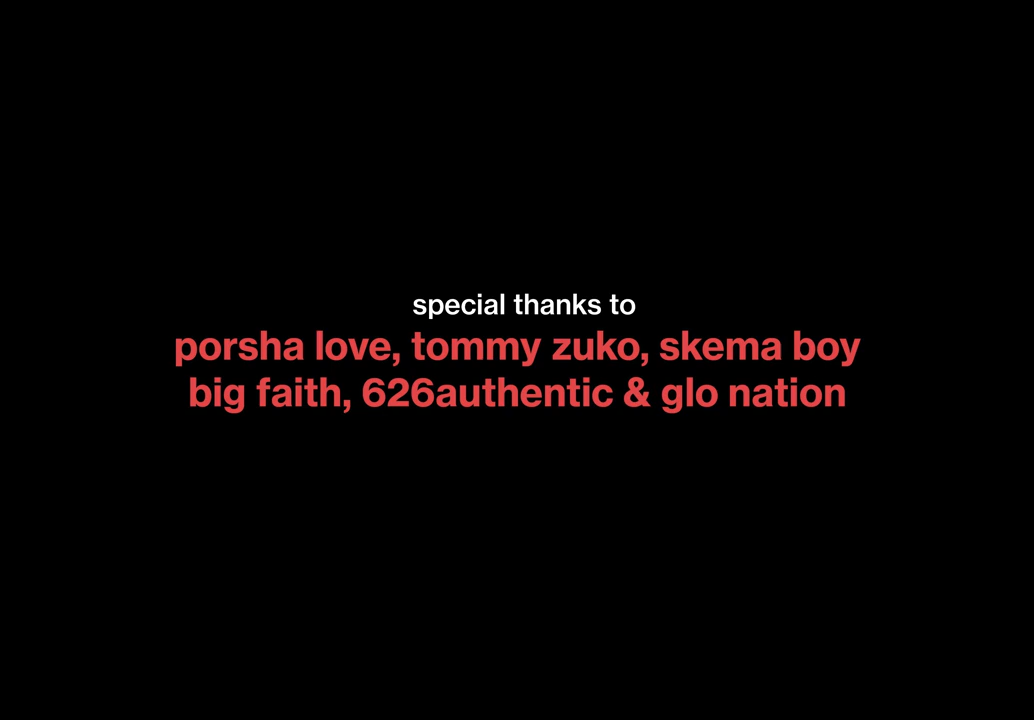 special thanks to
porsha love, tommy zuko, skema boy
big faith, 626authentic & glo nation